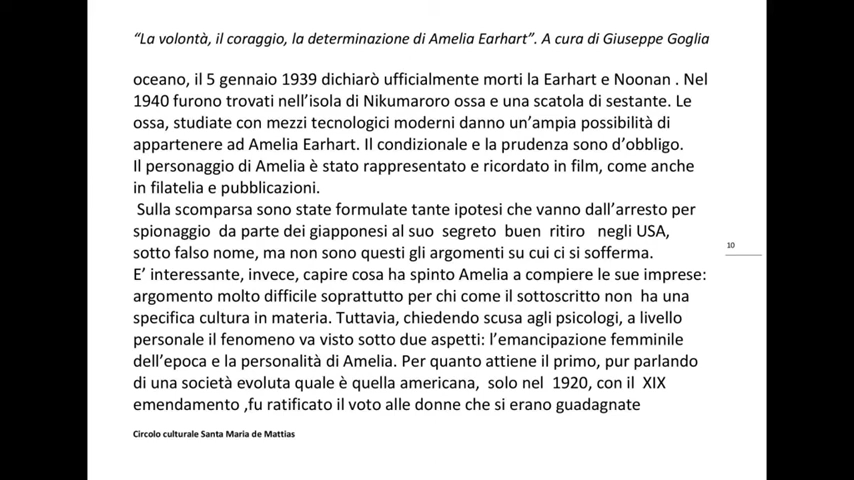 “La volontà, il coraggio, la determinazione di Amelia Earhart”. A cura di Giuseppe Goglia
oceano, il 5 gennaio 1939 dichiarò ufficialmente morti la Earhart e Noonan . Nel
1940 furono trovati nell’isola di Nikumaroro ossa e una scatola di sestante. Le
ossa, studiate con mezzi tecnologici moderni danno un’ampia possibilità di
appartenere ad Amelia Earhart. Il condizionale e la prudenza sono d’obbligo.
Il personaggio di Amelia è stato rappresentato e ricordato in film, come anche
in filatelia e pubblicazioni.
Sulla scomparsa sono state formulate tante ipotesi che vanno dall’arresto per
spionaggio da parte dei giapponesi al suo segreto buen ritiro negli USA,
sotto falso nome, ma non sono questi gli argomenti su cui ci si sofferma.
10
E’ interessante, invece, capire cosa ha spinto Amelia a compiere le sue imprese:
argomento molto difficile soprattutto per chi come il sottoscritto non ha una
specifica cultura in materia. Tuttavia, chiedendo scusa agli psicologi, a livello
personale il fenomeno va visto sotto due aspetti: l’emancipazione femminile
dell’epoca e la personalità di Amelia. Per quanto attiene il primo, pur parlando
di una società evoluta quale è quella americana, solo nel 1920, con il XIX
emendamento ,fu ratificato il voto alle donne che si erano guadagnate
Circolo culturale Santa Maria de Mattias